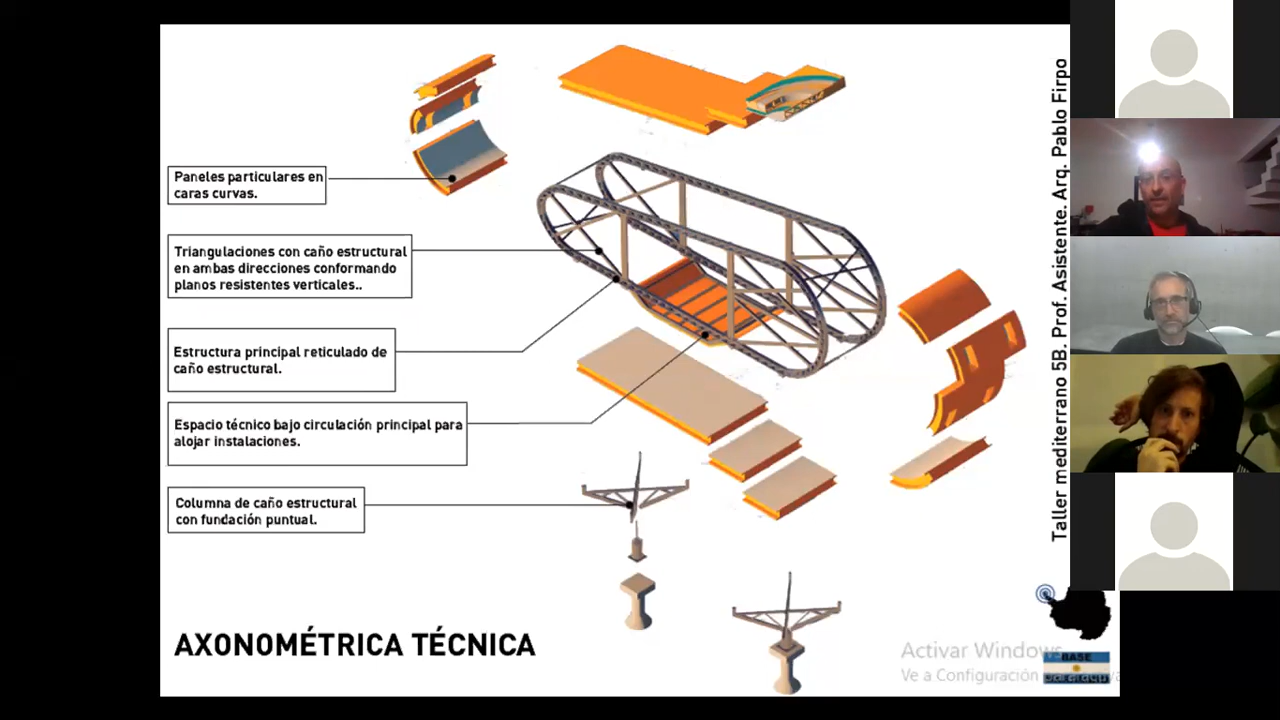 Paneles particulares en
caras curvas.
Triangulaciones con caño estructural
en ambas direcciones conformando
planos resistentes verticales..
Estructura principal reticulado de
caño estructural.
Espacio técnico bajo circulación principal para
alojar instalaciones.
Columna de caño estructural
con fundación puntual.
AXONOMÉTRICA TÉCNICA
Taller mediterrano 5B. Prof. Asistente. Arq. Pablo Firpo
Activar Windows
Ve a Configuración
BASE